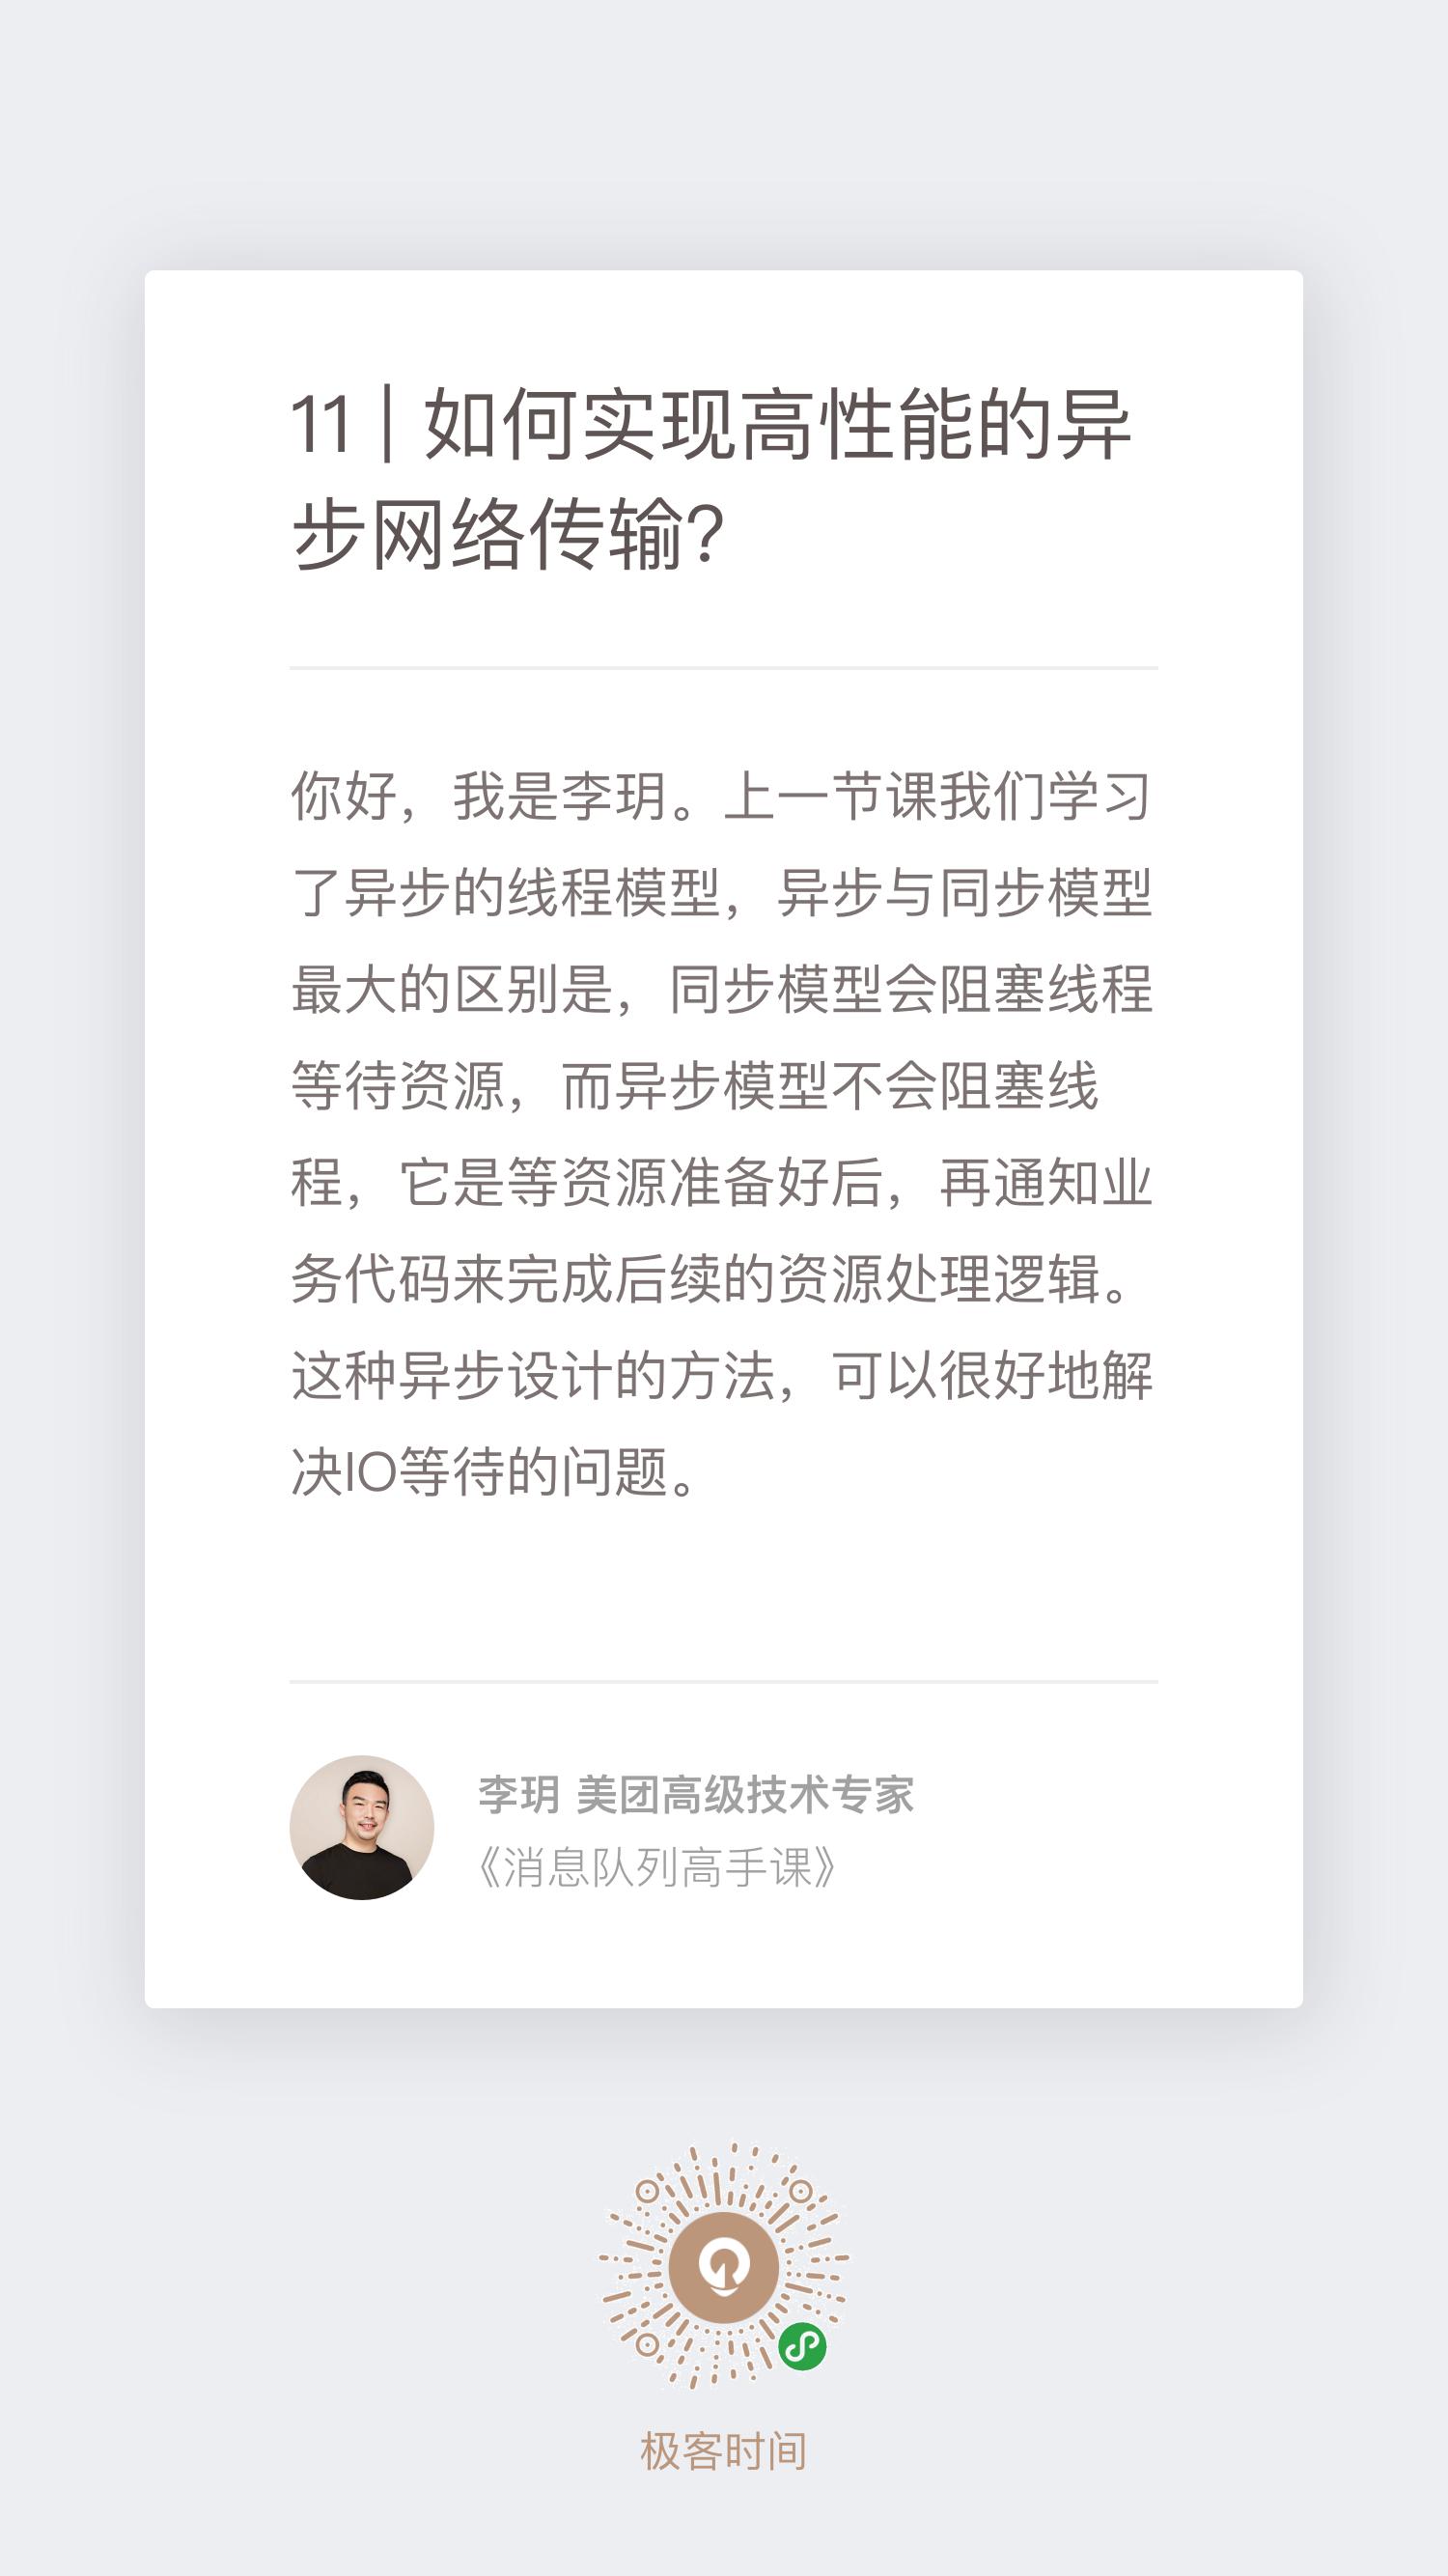 11 | 如何实现高性能的异
步网络传输?
你好，我是李玥。上一节课我们学习
了异步的线程模型，异步与同步模型
最大的区别是，同步模型会阻塞线程
等待资源，而异步模型不会阻塞线
程，它是等资源准备好后，再通知业
务代码来完成后续的资源处理逻辑。
这种异步设计的方法，可以很好地解
决IO等待的问题。
李玥 美团高级技术专家
《消息队列高手课》
极客时间